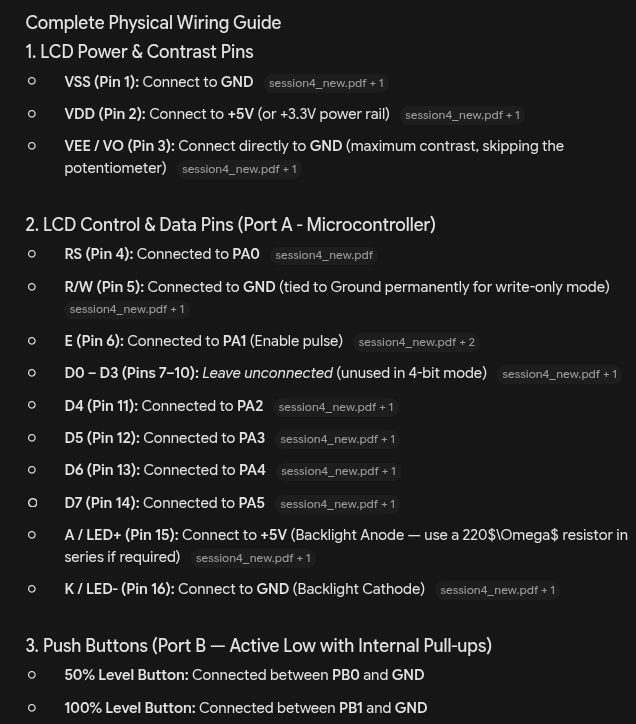 Complete Physical Wiring Guide
1. LCD Power & Contrast Pins
VSS (Pin 1): Connect to GND session4_new.pdf + 1
VDD (Pin 2): Connect to +5V (or +3.3V power rail) session4_new.pdf + 1
VEE / VO (Pin 3): Connect directly to GND (maximum contrast, skipping the
potentiometer) session4_new.pdf + 1
2. LCD Control & Data Pins (Port A - Microcontroller)
RS (Pin 4): Connected to PA0 session4_new.pdf
R/W (Pin 5): Connected to GND (tied to Ground permanently for write-only mode)
session4_new.pdf + 1
E (Pin 6): Connected to PA1 (Enable pulse) session4_new.pdf + 2
D0 – D3 (Pins 7–10): Leave unconnected (unused in 4-bit mode) session4_new.pdf + 1
D4 (Pin 11): Connected to PA2 session4_new.pdf + 1
D5 (Pin 12): Connected to PA3 session4_new.pdf + 1
D6 (Pin 13): Connected to PA4 session4_new.pdf + 1
D7 (Pin 14): Connected to PA5 session4_new.pdf + 1
A / LED+ (Pin 15): Connect to +5V (Backlight Anode — use a 220$\Omega$ resistor in
series if required) session4_new.pdf + 1
K / LED- (Pin 16): Connect to GND (Backlight Cathode) session4_new.pdf + 1
3. Push Buttons (Port B — Active Low with Internal Pull-ups)
50% Level Button: Connected between PB0 and GND
100% Level Button: Connected between PB1 and GND